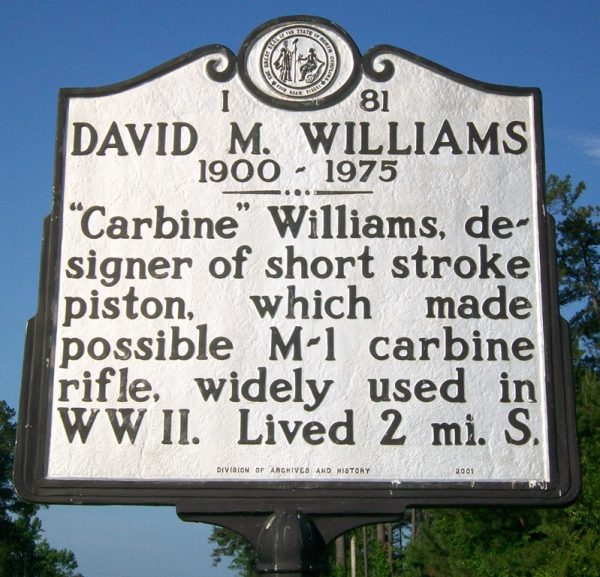 I 81
DAVID M. WILLIAMS
1900 - 1975
"Carbine" Williams, de-
signer of short stroke
piston, which made
possible M-1 carbine
rifle, widely used in
WW II. Lived 2 mi. S.
DIVISION OF ARCHIVES AND HISTORY 2001